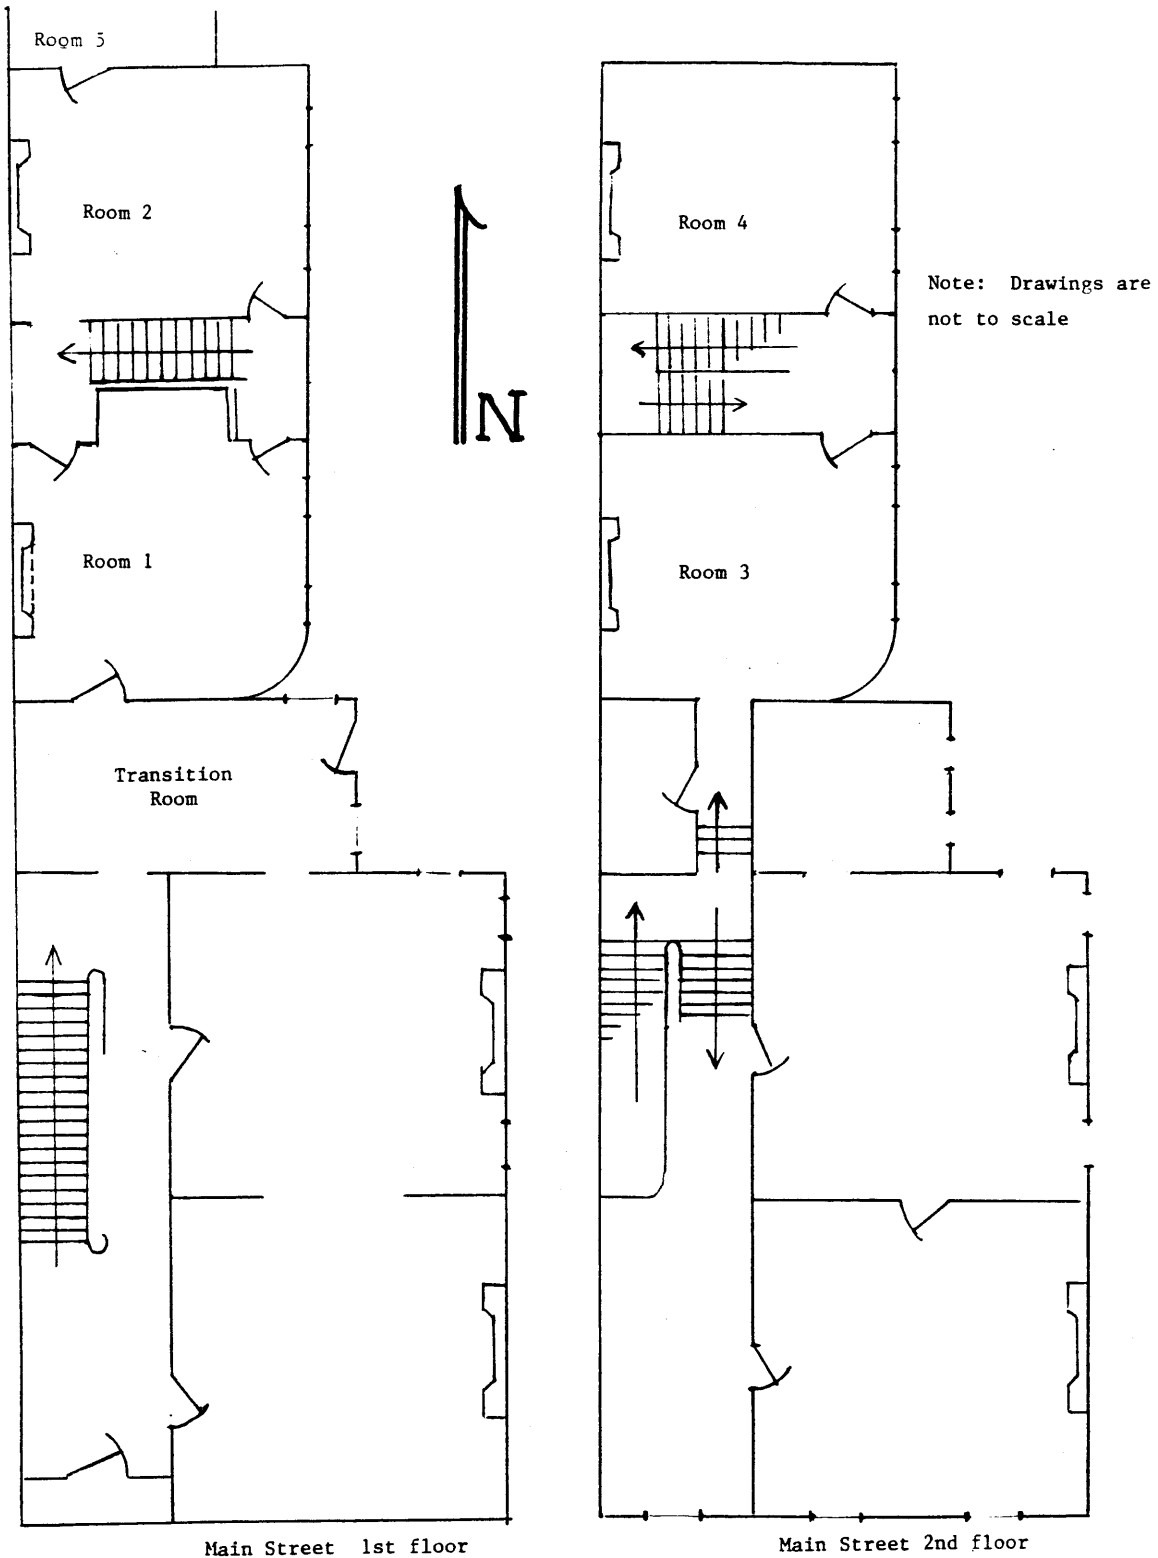 Room 5
Room 2
Room 4
Note: Drawings are
not to scale
N
Room 1
Room 3
Transition
Room
Main Street 1st floor
Main Street 2nd floor